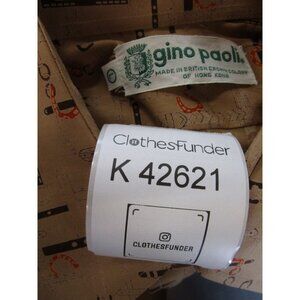 gino paoli.
MADE IN BRITISH CROWN COLONY
OF HONG KONG
ClothesFunder
K 42621
CLOTHESFUNDER